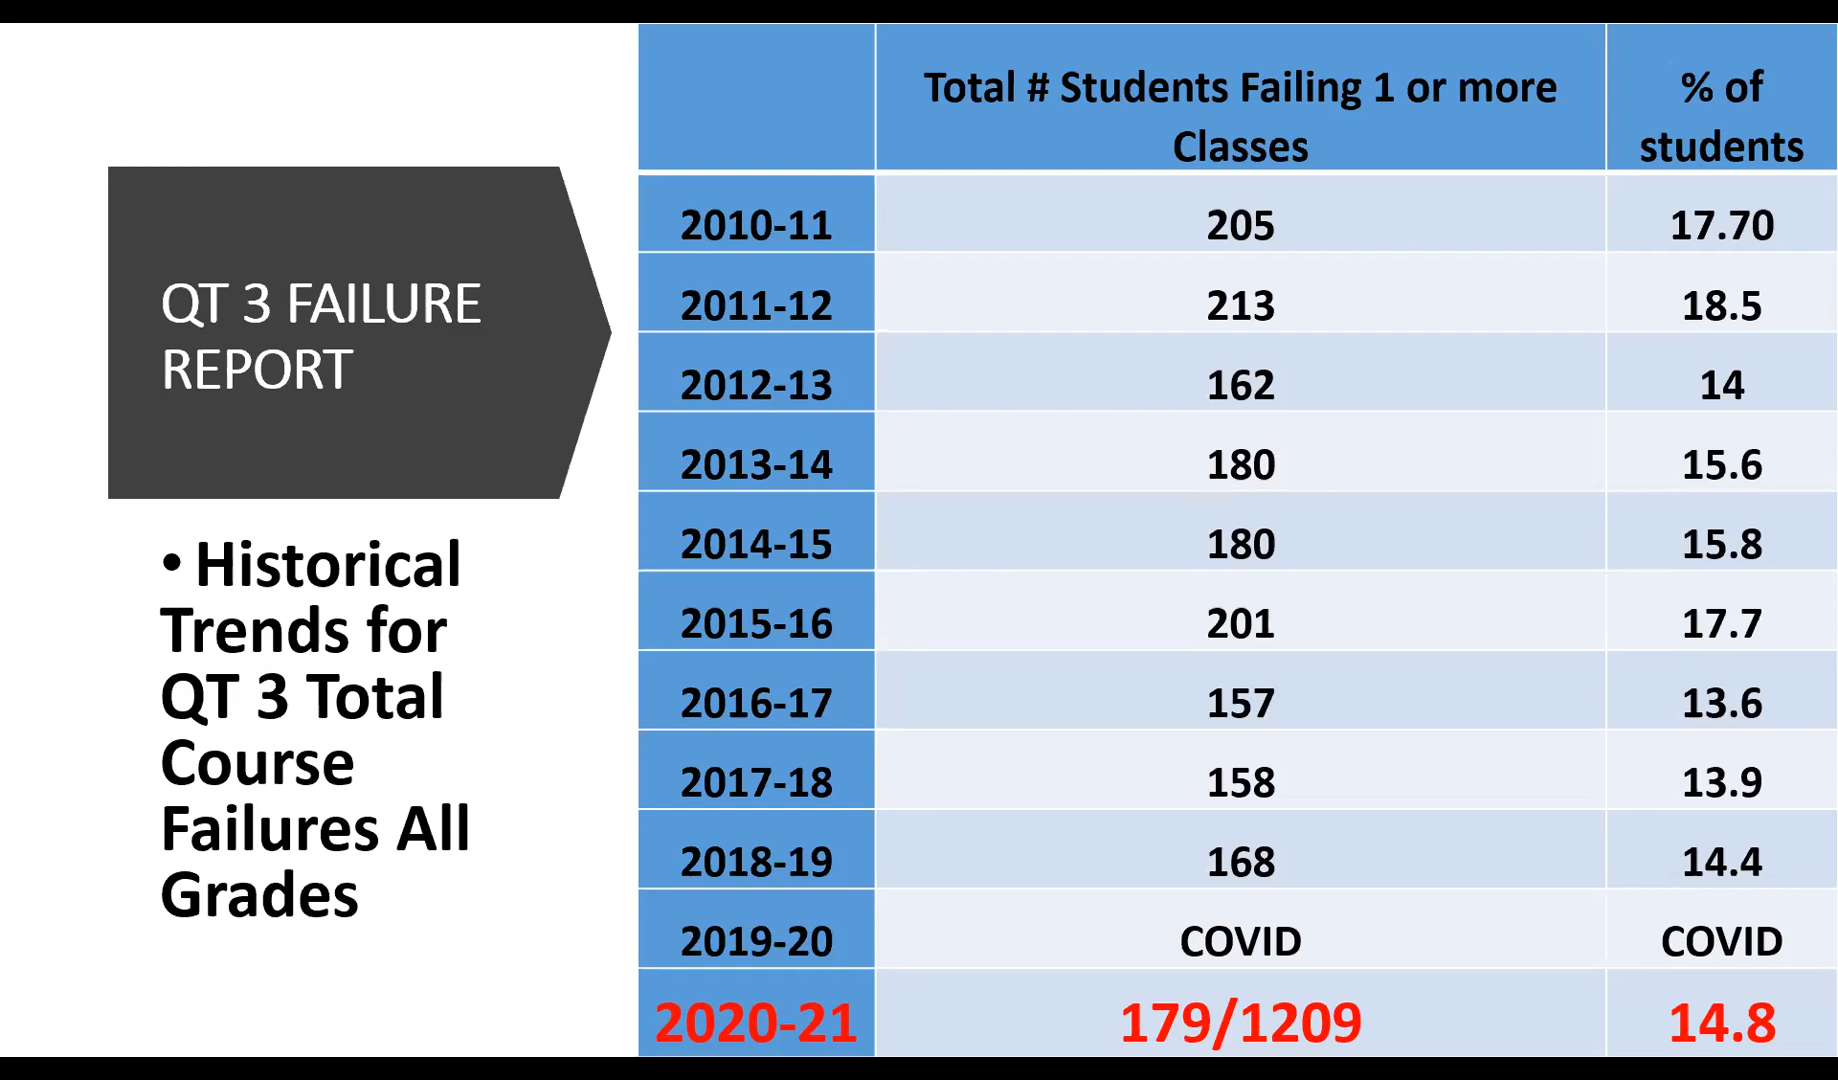 QT 3 FAILURE
REPORT
• Historical
Trends for
QT 3 Total
Course
Failures All
Grades
Total # Students Failing 1 or more
Classes
% of
students
2010-11 205 17.70
2011-12 213 18.5
2012-13 162 14
2013-14 180 15.6
2014-15 180 15.8
2015-16 201 17.7
2016-17 157 13.6
2017-18 158 13.9
2018-19 168 14.4
2019-20 COVID COVID
2020-21 179/1209 14.8